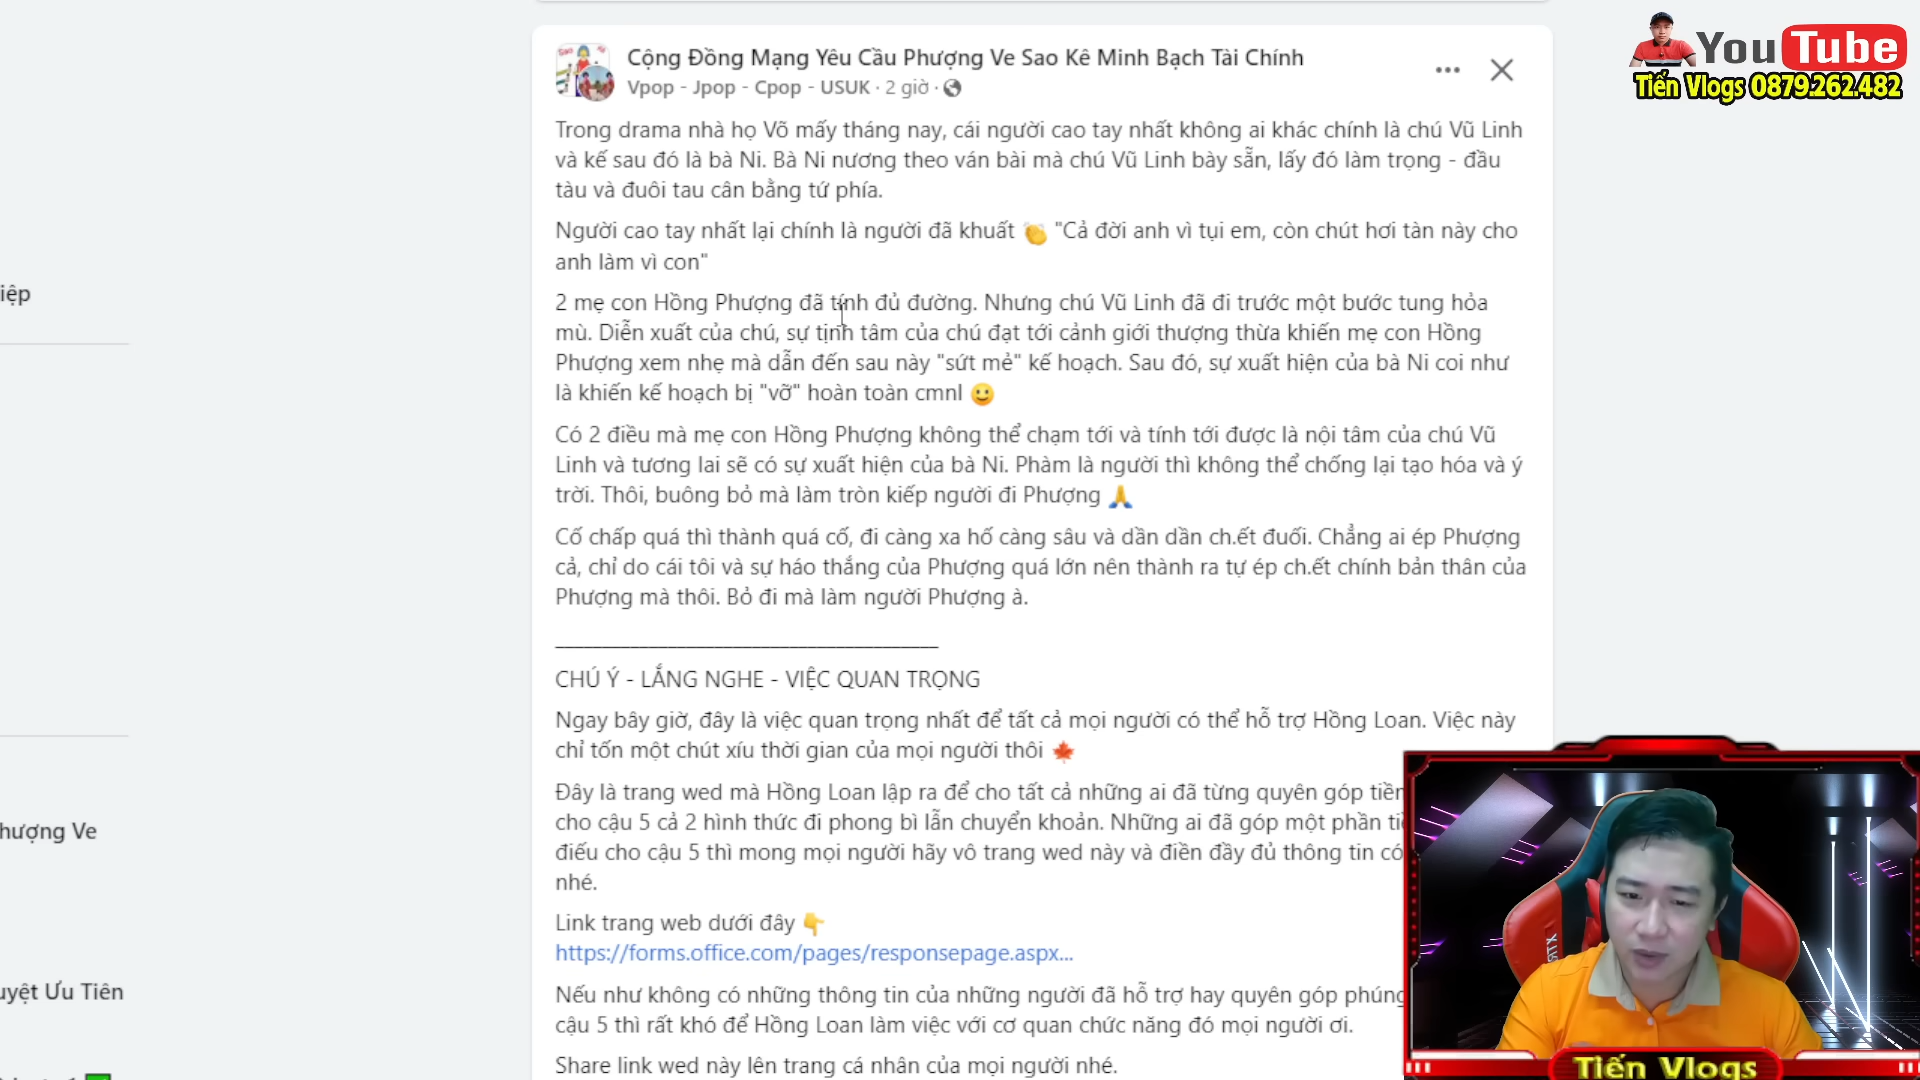 YouTube
Tiến Vlogs 0879.262.482
Cộng Đồng Mạng Yêu Cầu Phượng Ve Sao Kê Minh Bạch Tài Chính
Vpop - Jpop - Cpop - USUK · 2 giờ ·
Trong drama nhà họ Võ mấy tháng nay, cái người cao tay nhất không ai khác chính là chú Vũ Linh
và kế sau đó là bà Ni. Bà Ni nương theo ván bài mà chú Vũ Linh bày sẵn, lấy đó làm trọng - đầu
tàu và đuôi tau cân bằng tứ phía.
Người cao tay nhất lại chính là người đã khuất 👏 "Cả đời anh vì tụi em, còn chút hơi tàn này cho
anh làm vì con"
2 mẹ con Hồng Phượng đã tính đủ đường. Nhưng chú Vũ Linh đã đi trước một bước tung hỏa
mù. Diễn xuất của chú, sự tịnh tâm của chú đạt tới cảnh giới thượng thừa khiến mẹ con Hồng
Phượng xem nhẹ mà dẫn đến sau này "sứt mẻ" kế hoạch. Sau đó, sự xuất hiện của bà Ni coi như
là khiến kế hoạch bị "vỡ" hoàn toàn cmnl 🙂
Có 2 điều mà mẹ con Hồng Phượng không thể chạm tới và tính tới được là nội tâm của chú Vũ
Linh và tương lai sẽ có sự xuất hiện của bà Ni. Phàm là người thì không thể chống lại tạo hóa và ý
trời. Thôi, buông bỏ mà làm tròn kiếp người đi Phượng 🙏
Cố chấp quá thì thành quá cố, đi càng xa hố càng sâu và dần dần ch.ết đuối. Chẳng ai ép Phượng
cả, chỉ do cái tôi và sự háo thắng của Phượng quá lớn nên thành ra tự ép ch.ết chính bản thân của
Phượng mà thôi. Bỏ đi mà làm người Phượng à.
CHÚ Ý - LẮNG NGHE - VIỆC QUAN TRỌNG
Ngay bây giờ, đây là việc quan trọng nhất để tất cả mọi người có thể hỗ trợ Hồng Loan. Việc này
chỉ tốn một chút xíu thời gian của mọi người thôi 🍁
Đây là trang wed mà Hồng Loan lập ra để cho tất cả những ai đã từng quyên góp tiền
cho cậu 5 cả 2 hình thức đi phong bì lẫn chuyển khoản. Những ai đã góp một phần
điếu cho cậu 5 thì mong mọi người hãy vô trang wed này và điền đầy đủ thông tin có
nhé.
Link trang web dưới đây 👇
https://forms.office.com/pages/responsepage.aspx...
Nếu như không có những thông tin của những người đã hỗ trợ hay quyên góp phúng
cậu 5 thì rất khó để Hồng Loan làm việc với cơ quan chức năng đó mọi người ơi.
Share link wed này lên trang cá nhân của mọi người nhé.
iệp
hượng Ve
uyệt Ưu Tiên
Tiến Vlogs